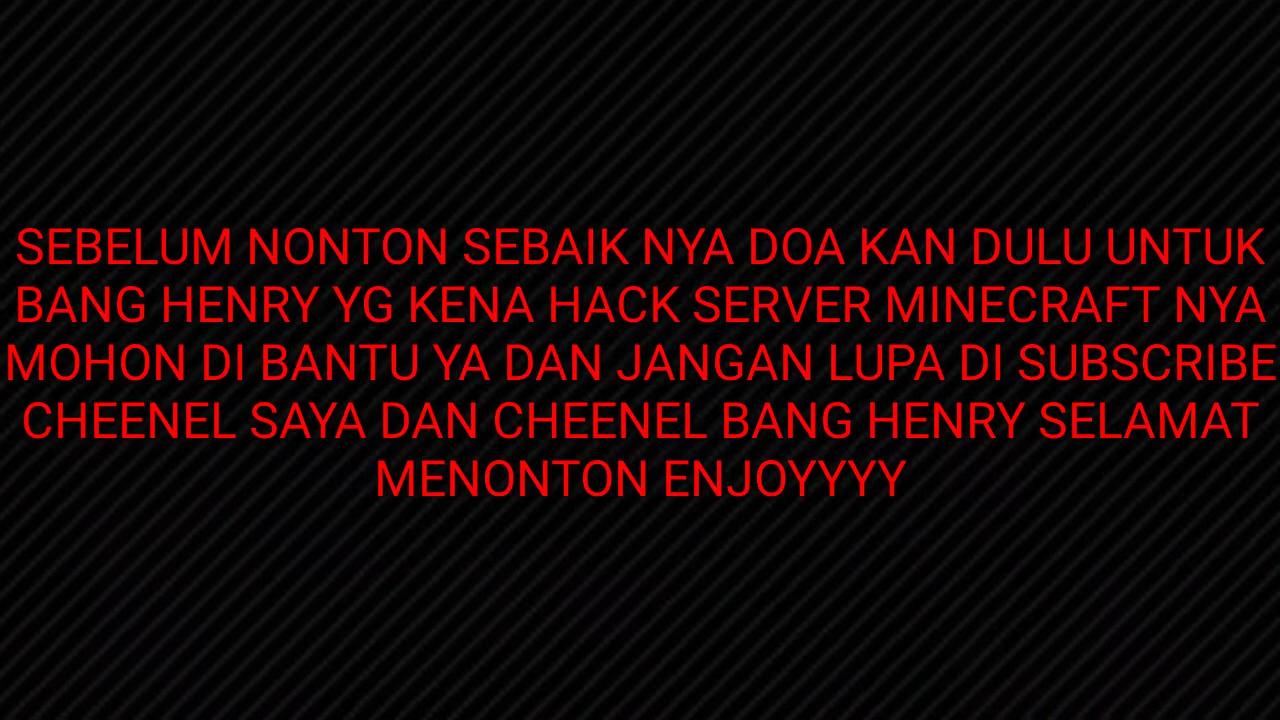 SEBELUM NONTON SEBAIK NYA DOA KAN DULU UNTUK
BANG HENRY YG KENA HACK SERVER MINECRAFT NYA
MOHON DI BANTU YA DAN JANGAN LUPA DI SUBSCRIBE
CHEENEL SAYA DAN CHEENEL BANG HENRY SELAMAT
MENONTON ENJOYYYY